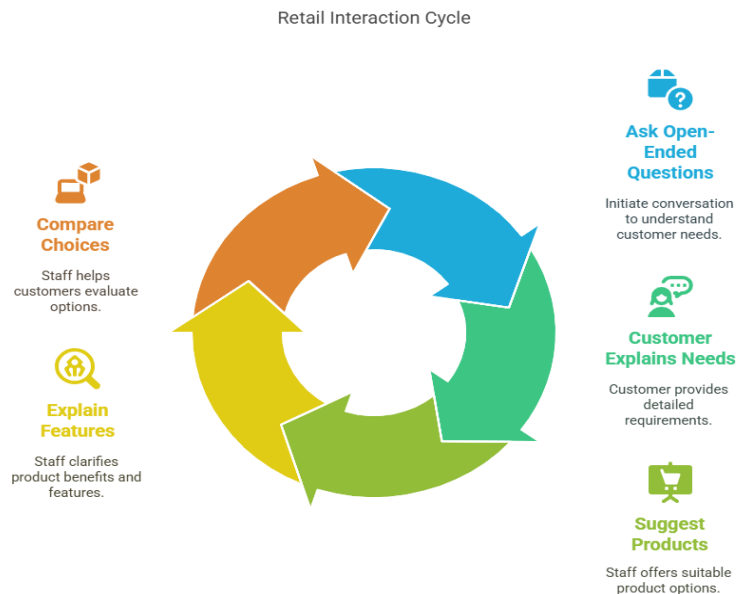 Retail Interaction Cycle
Ask Open-
Ended
Questions
Initiate conversation
to understand
customer needs.
Customer
Explains Needs
Customer provides
detailed
requirements.
Suggest
Products
Staff offers suitable
product options.
Explain
Features
Staff clarifies
product benefits and
features.
Compare
Choices
Staff helps
customers evaluate
options.